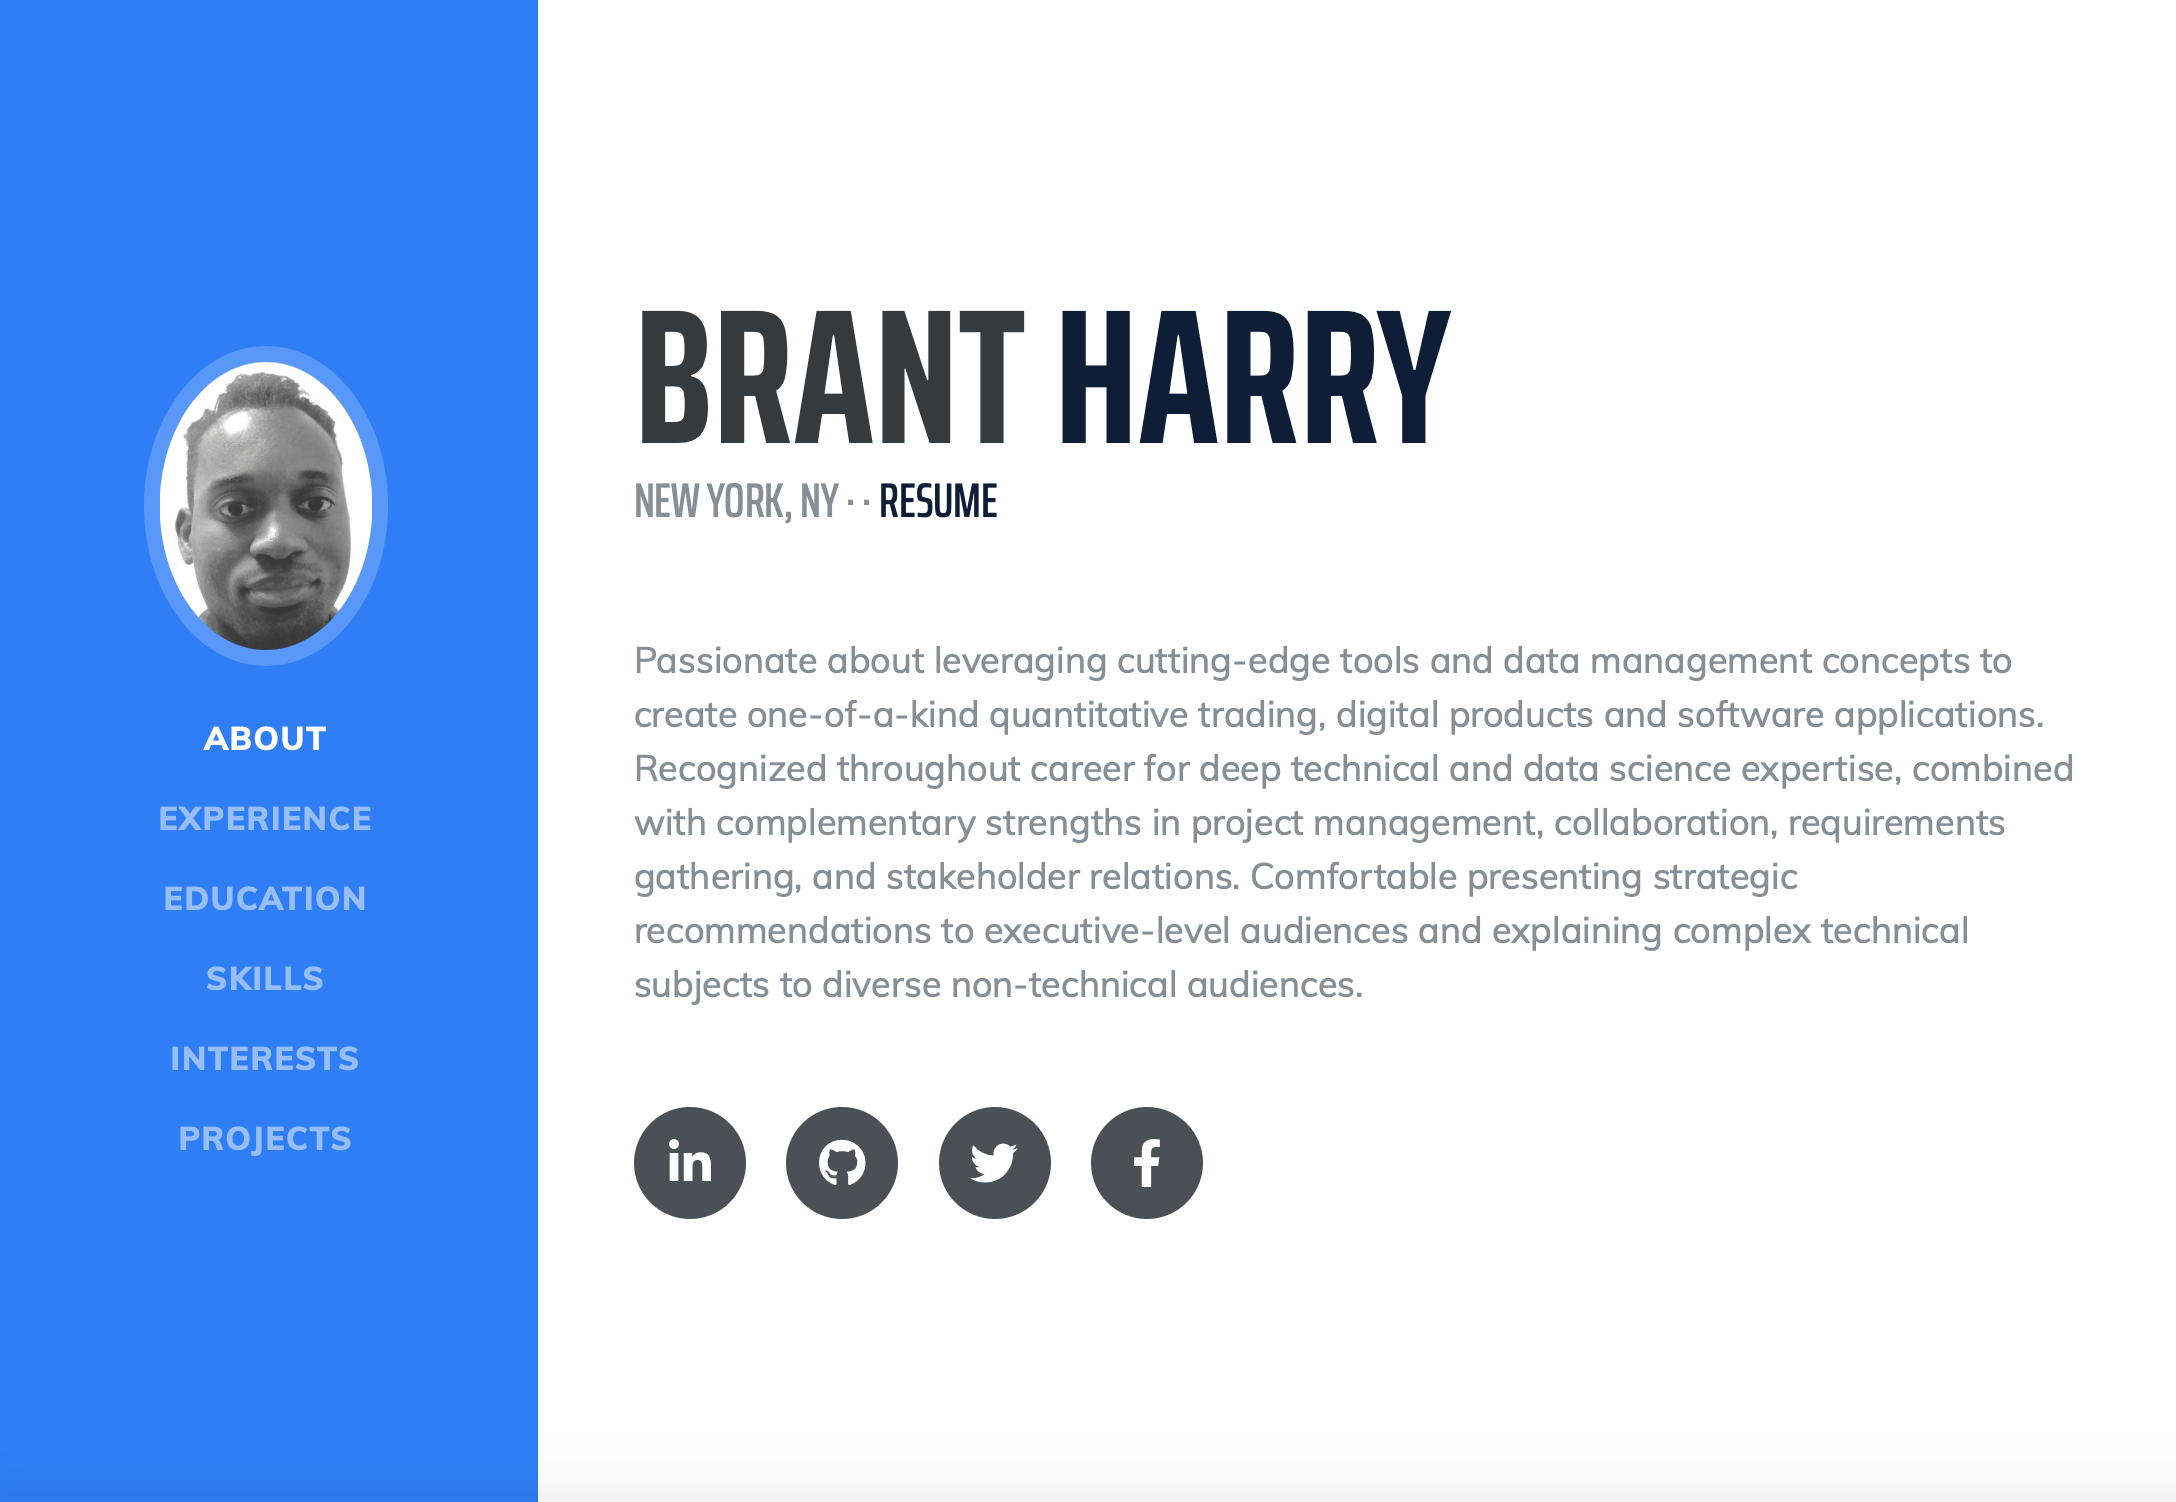 ABOUT
EXPERIENCE
EDUCATION
SKILLS
INTERESTS
PROJECTS
BRANT HARRY
NEW YORK, NY · · RESUME
Passionate about leveraging cutting-edge tools and data management concepts to
create one-of-a-kind quantitative trading, digital products and software applications.
Recognized throughout career for deep technical and data science expertise, combined
with complementary strengths in project management, collaboration, requirements
gathering, and stakeholder relations. Comfortable presenting strategic
recommendations to executive-level audiences and explaining complex technical
subjects to diverse non-technical audiences.